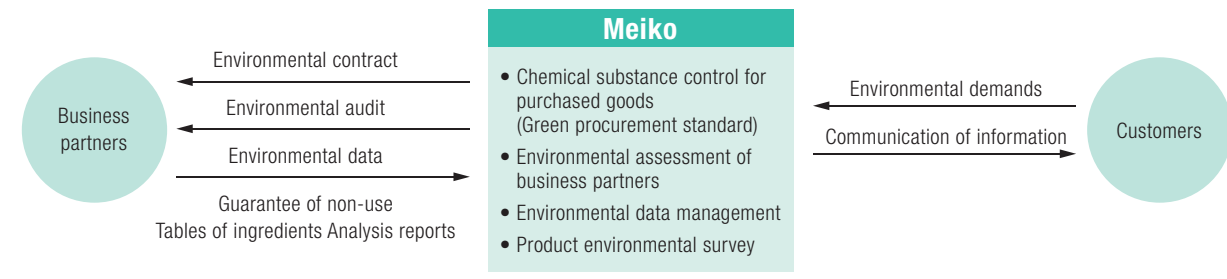 Business
partners
Environmental contract
Environmental audit
Environmental data
Guarantee of non-use
Tables of ingredients Analysis reports
Meiko
• Chemical substance control for
purchased goods
(Green procurement standard)
• Environmental assessment of
business partners
• Environmental data management
• Product environmental survey
Environmental demands
Communication of information
Customers